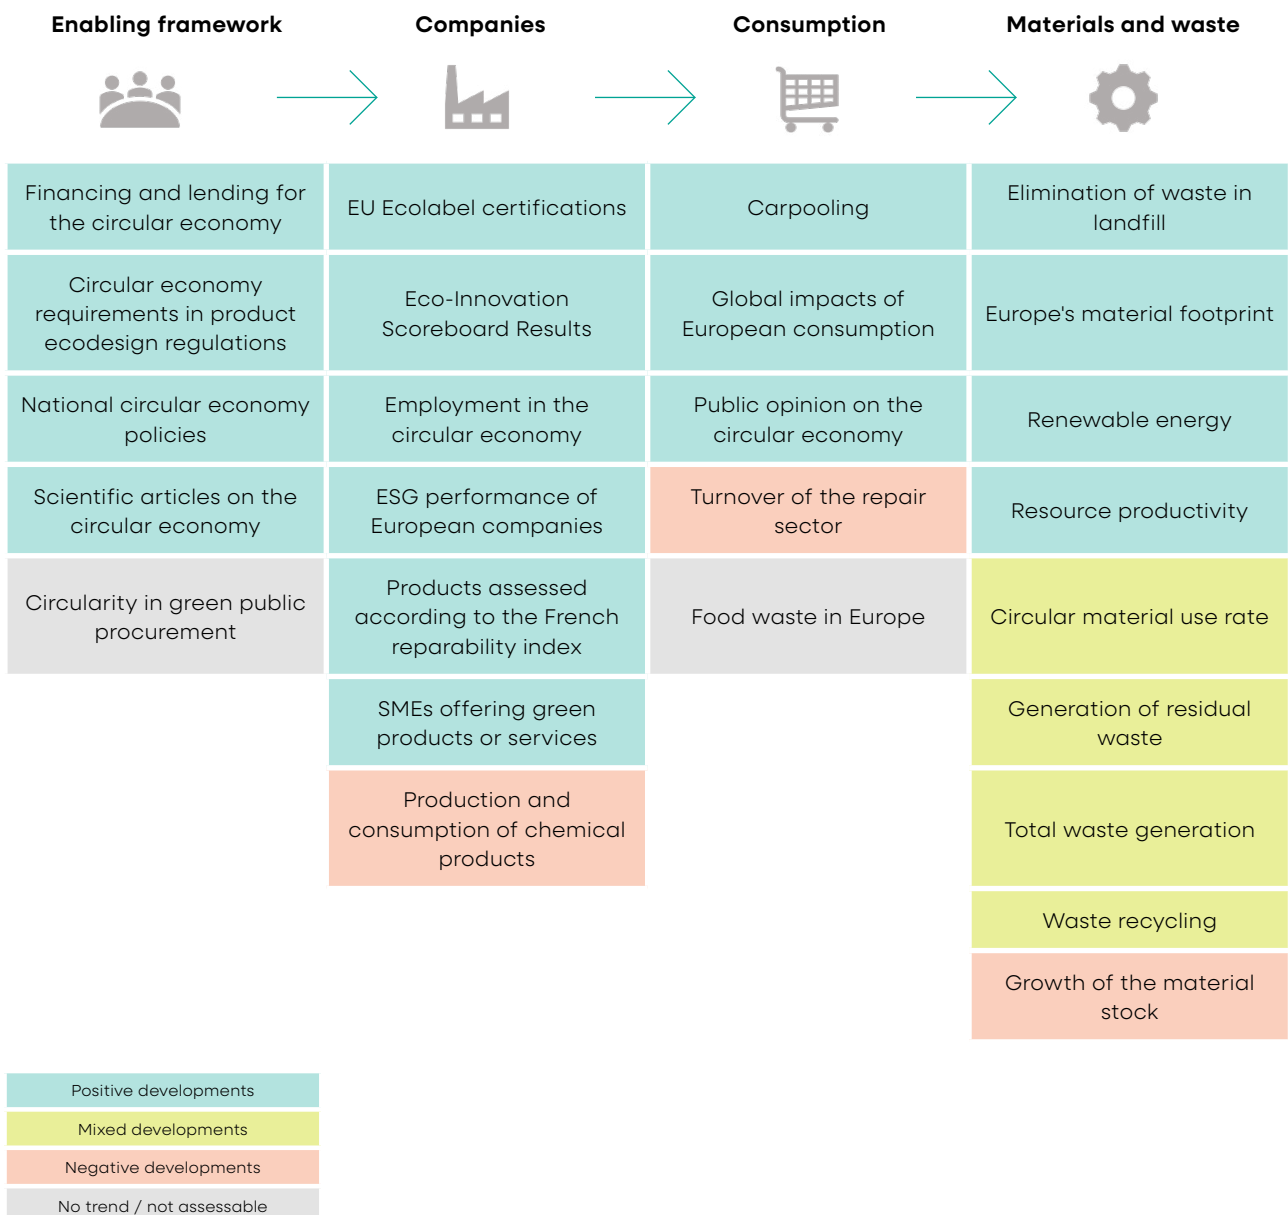 Enabling framework
Companies
Consumption
Materials and waste
Financing and lending for
the circular economy
EU Ecolabel certifications
Carpooling
Elimination of waste in
landfill
Circular economy
requirements in product
ecodesign regulations
Eco-Innovation
Scoreboard Results
Global impacts of
European consumption
Europe's material footprint
National circular economy
policies
Employment in the
circular economy
Public opinion on the
circular economy
Renewable energy
Scientific articles on the
circular economy
ESG performance of
European companies
Turnover of the repair
sector
Resource productivity
Circularity in green public
procurement
Products assessed
according to the French
reparability index
Food waste in Europe
Circular material use rate
SMEs offering green
products or services
Generation of residual
waste
Production and
consumption of chemical
products
Total waste generation
Waste recycling
Growth of the material
stock
Positive developments
Mixed developments
Negative developments
No trend / not assessable